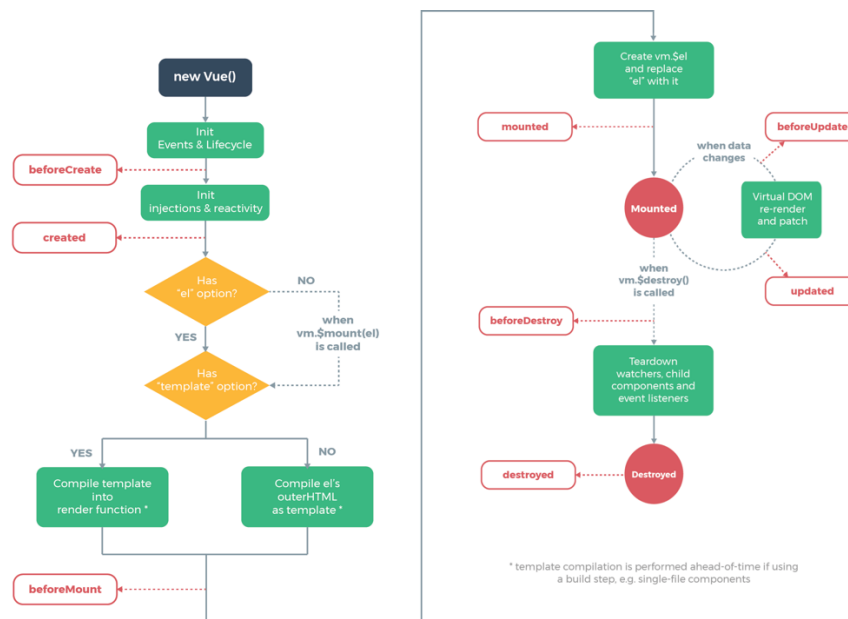 new Vue()
Init
Events & Lifecycle
beforeCreate
Init
injections & reactivity
created
Has
"el" option?
NO
when
vm.$mount(el)
is called
YES
Has
"template" option?
YES
NO
Compile template
into
render function *
Compile el's
outerHTML
as template *
beforeMount
Create vm.$el
and replace
"el" with it
mounted
beforeUpdate
when data
changes
Mounted
Virtual DOM
re-render
and patch
updated
when
vm.$destroy()
is called
beforeDestroy
Teardown
watchers, child
components and
event listeners
destroyed
Destroyed
* template compilation is performed ahead-of-time if using
a build step, e.g. single-file components